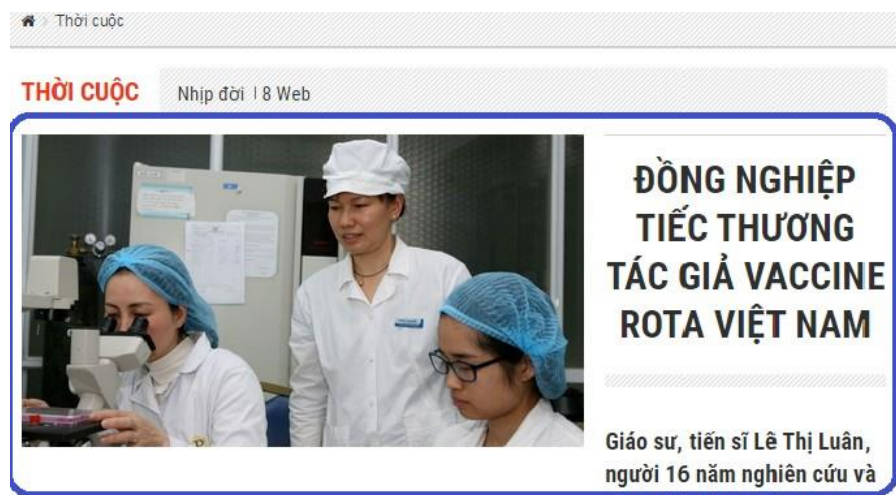 Thời cuộc
THỜI CUỘC
Nhịp đời
8 Web
ĐỒNG NGHIỆP
TIẾC THƯƠNG
TÁC GIẢ VACCINE
ROTA VIỆT NAM
Giáo sư, tiến sĩ Lê Thị Luân,
người 16 năm nghiên cứu và